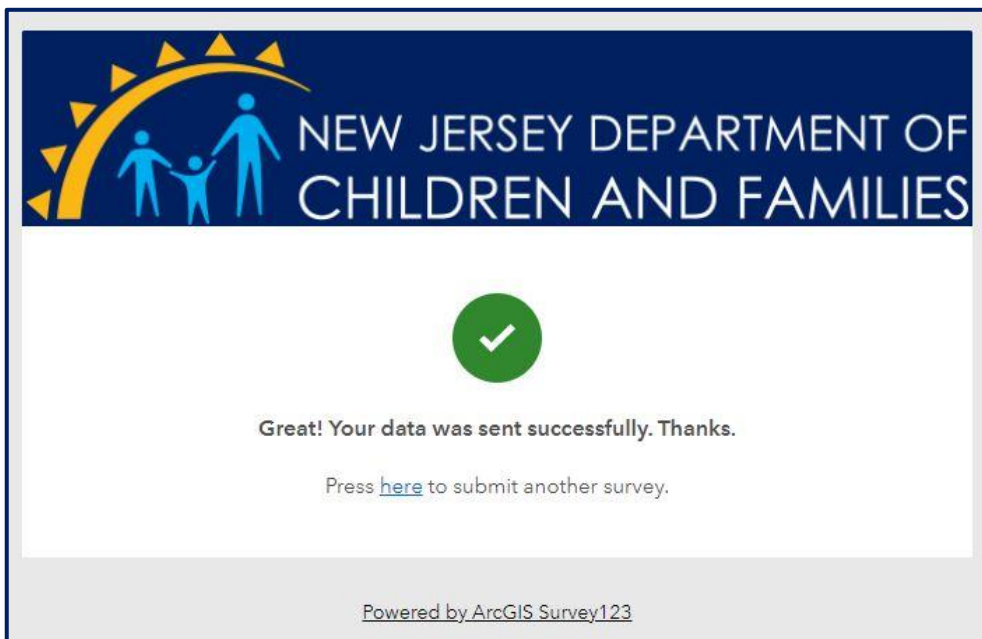 NEW JERSEY DEPARTMENT OF
CHILDREN AND FAMILIES
Great! Your data was sent successfully. Thanks.
Press here to submit another survey.
Powered by ArcGIS Survey123